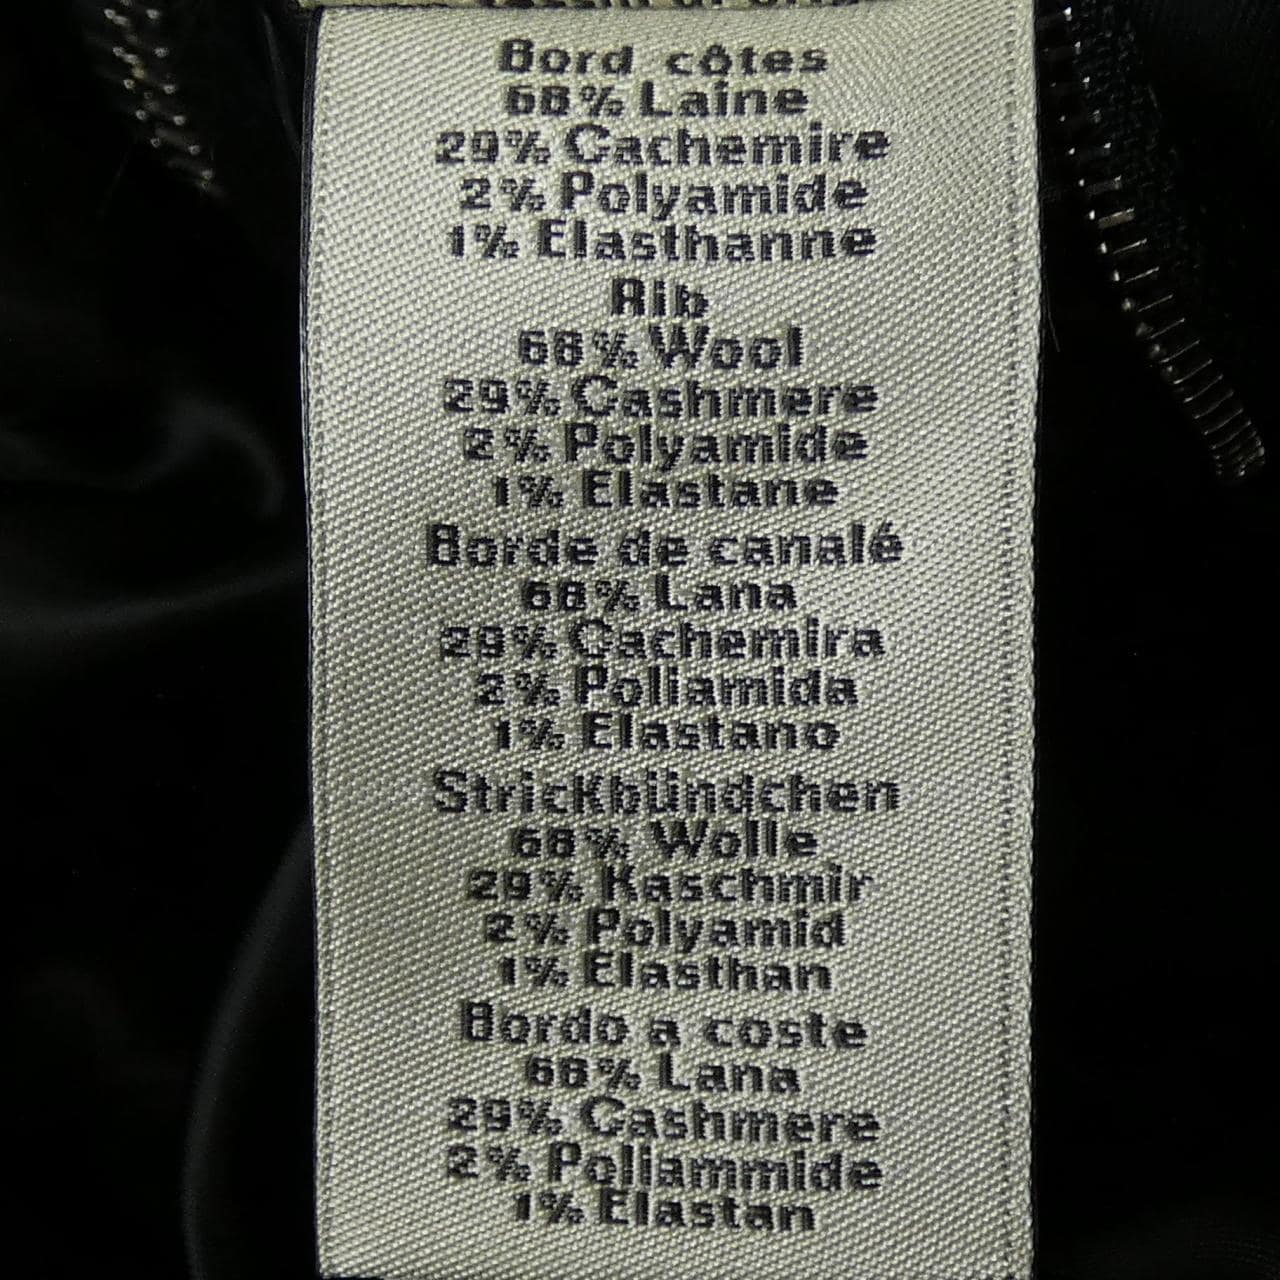 Bord côtes
68% Laine
29% Cachemire
2% Polyamide
1% Elasthanne
Rib
68% Wool
29% Cashmere
2% Polyamide
1% Elastane
Borde de canalé
68% Lana
29% Cachemira
2% Poliamida
1% Elastano
Strickbündchen
68% Wolle
29% Kaschmir
2% Polyamid
1% Elasthan
Bordo a coste
68% Lana
29% Cashmere
2% Poliammide
1% Elastan